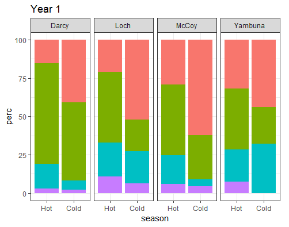 Year 1
Darcy Loch McCoy Yambuna
perc
100
75
50
25
0
Hot Cold Hot Cold Hot Cold Hot Cold
season